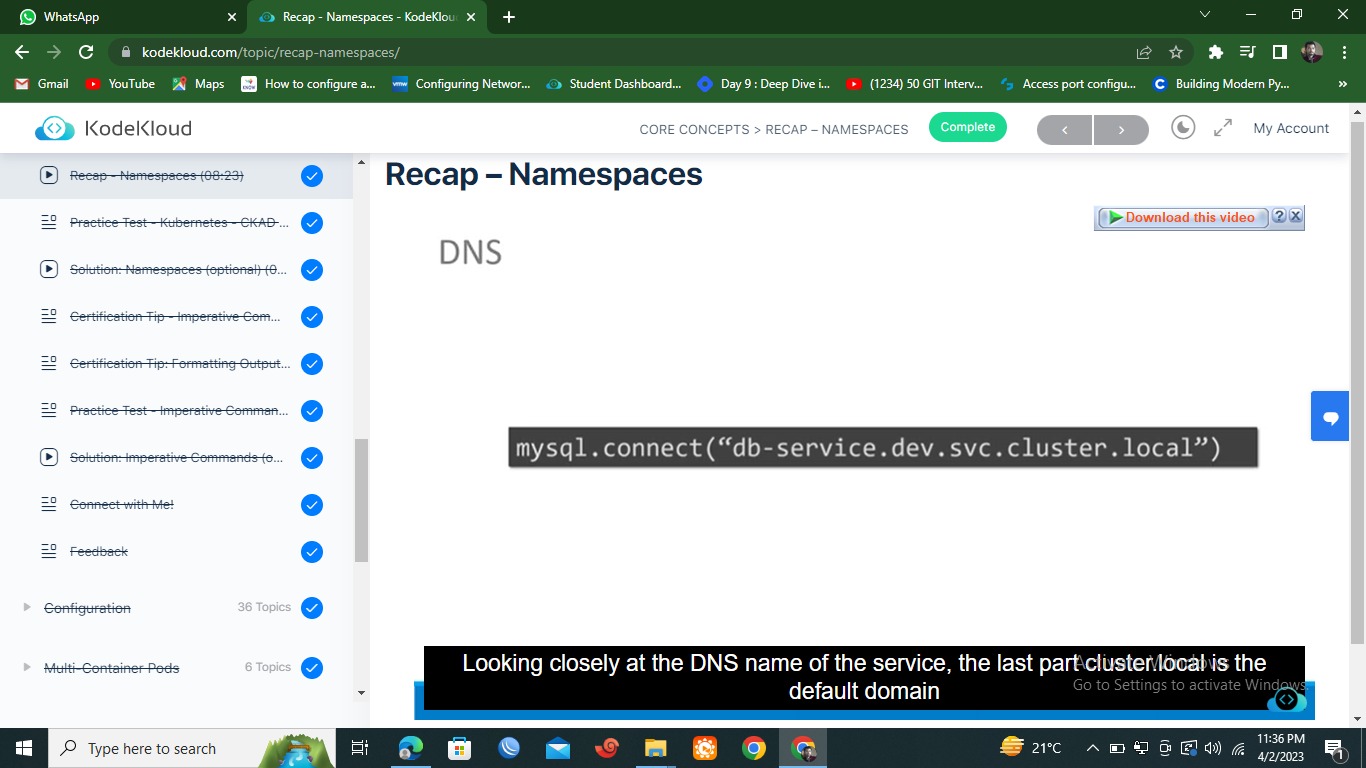 WhatsApp
Recap - Namespaces - KodeKlou
kodekloud.com/topic/recap-namespaces/
Gmail
YouTube
Maps
How to configure a...
Configuring Networ...
Student Dashboard...
Day 9 : Deep Dive i...
(1234) 50 GIT Interv...
Access port configu...
Building Modern Py...
»
KodeKloud
CORE CONCEPTS > RECAP – NAMESPACES
Complete
My Account
Recap - Namespaces (08:23)
Practice Test - Kubernetes - CKAD ...
Solution: Namespaces (optional) (0...
Certification Tip - Imperative Com...
Certification Tip: Formatting Output...
Practice Test - Imperative Comman...
Solution: Imperative Commands (o...
Connect with Me!
Feedback
Configuration
36 Topics
Multi-Container Pods
6 Topics
Recap – Namespaces
Download this video
? X
DNS
mysql.connect(“db-service.dev.svc.cluster.local”)
Looking closely at the DNS name of the service, the last part cluster local is the
default domain
Activate Windows
Go to Settings to activate Windows.
Type here to search
21°C
11:36 PM
4/2/2023
1